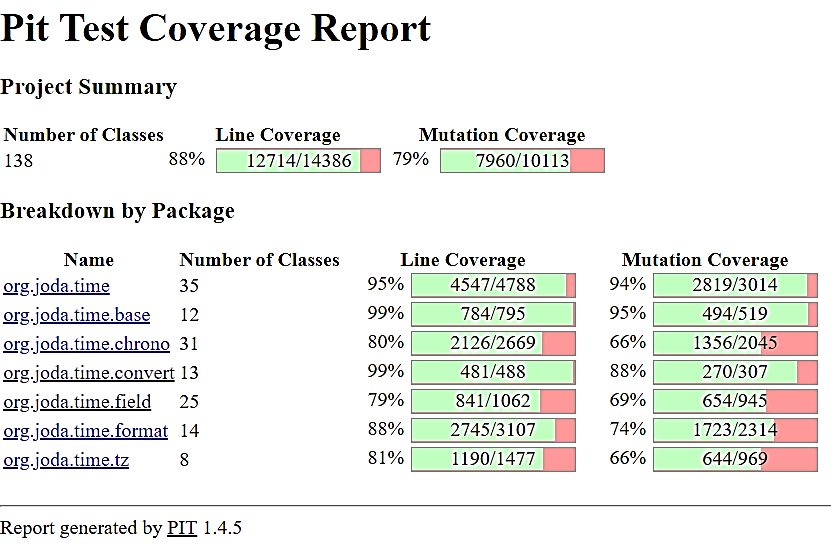 Pit Test Coverage Report
Project Summary
Number of Classes Line Coverage Mutation Coverage
138 88% 12714/14386 79% 7960/10113
Breakdown by Package
Name Number of Classes Line Coverage Mutation Coverage
org.joda.time 35 95% 4547/4788 94% 2819/3014
org.joda.time.base 12 99% 784/795 95% 494/519
org.joda.time.chrono 31 80% 2126/2669 66% 1356/2045
org.joda.time.convert 13 99% 481/488 88% 270/307
org.joda.time.field 25 79% 841/1062 69% 654/945
org.joda.time.format 14 88% 2745/3107 74% 1723/2314
org.joda.time.tz 8 81% 1190/1477 66% 644/969
Report generated by PIT 1.4.5